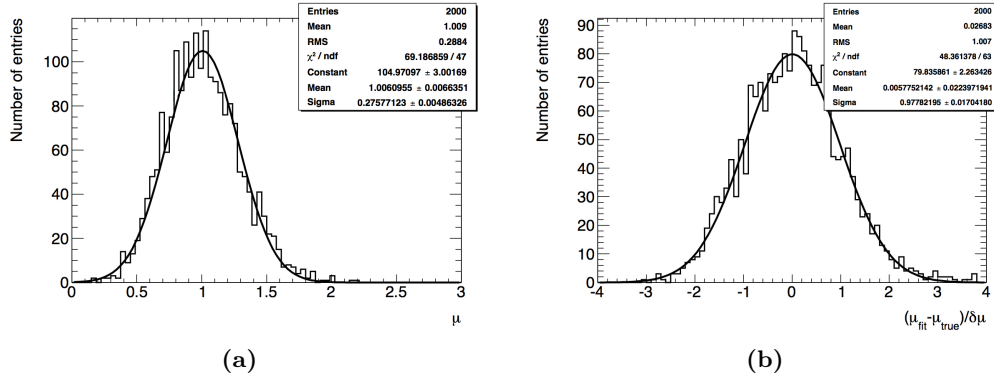 Number of entries
100
80
60
40
20
0
0 0.5 1 1.5 2 2.5 3
μ
Entries 2000
Mean 1.009
RMS 0.2884
χ² / ndf 69.186859 / 47
Constant 104.97097 ± 3.00169
Mean 1.0060955 ± 0.0066351
Sigma 0.27577123 ± 0.00486326
(a)
Number of entries
90
80
70
60
50
40
30
20
10
0
-4 -3 -2 -1 0 1 2 3 4
(μfit-μtrue)/δμ
Entries 2000
Mean 0.02683
RMS 1.007
χ² / ndf 48.361378 / 63
Constant 79.835861 ± 2.263426
Mean 0.0057752142 ± 0.0223971941
Sigma 0.97782195 ± 0.01704180
(b)